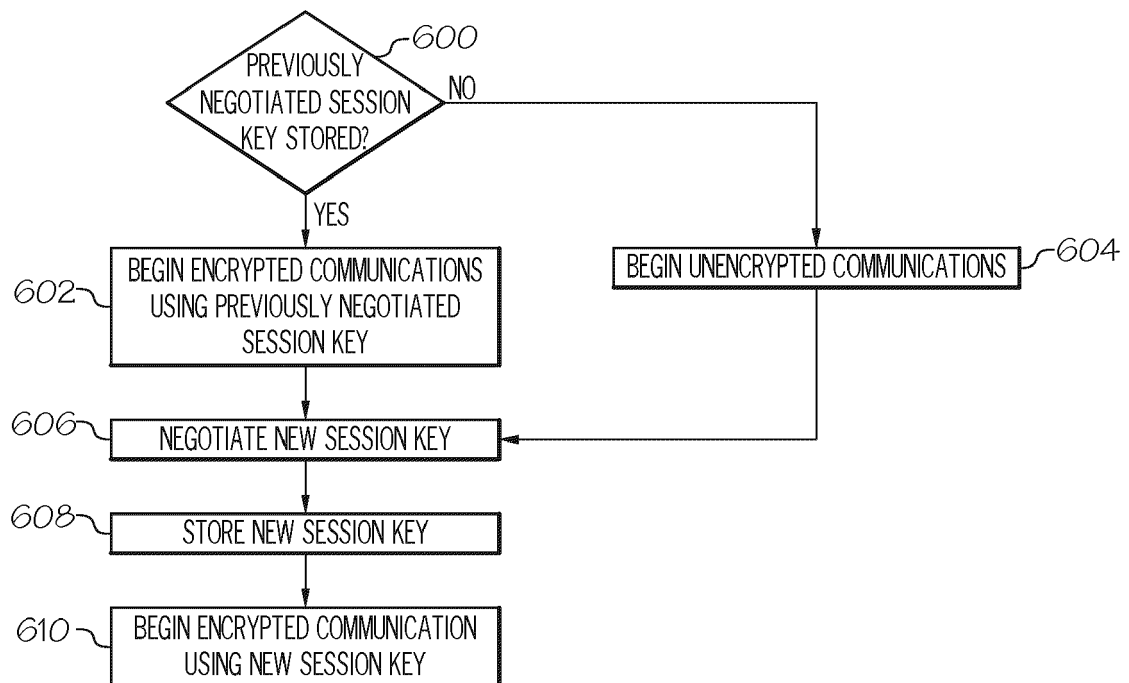 600
PREVIOUSLY
NEGOTIATED SESSION
KEY STORED?
NO
YES
602
BEGIN ENCRYPTED COMMUNICATIONS
USING PREVIOUSLY NEGOTIATED
SESSION KEY
BEGIN UNENCRYPTED COMMUNICATIONS
604
606
NEGOTIATE NEW SESSION KEY
608
STORE NEW SESSION KEY
610
BEGIN ENCRYPTED COMMUNICATION
USING NEW SESSION KEY